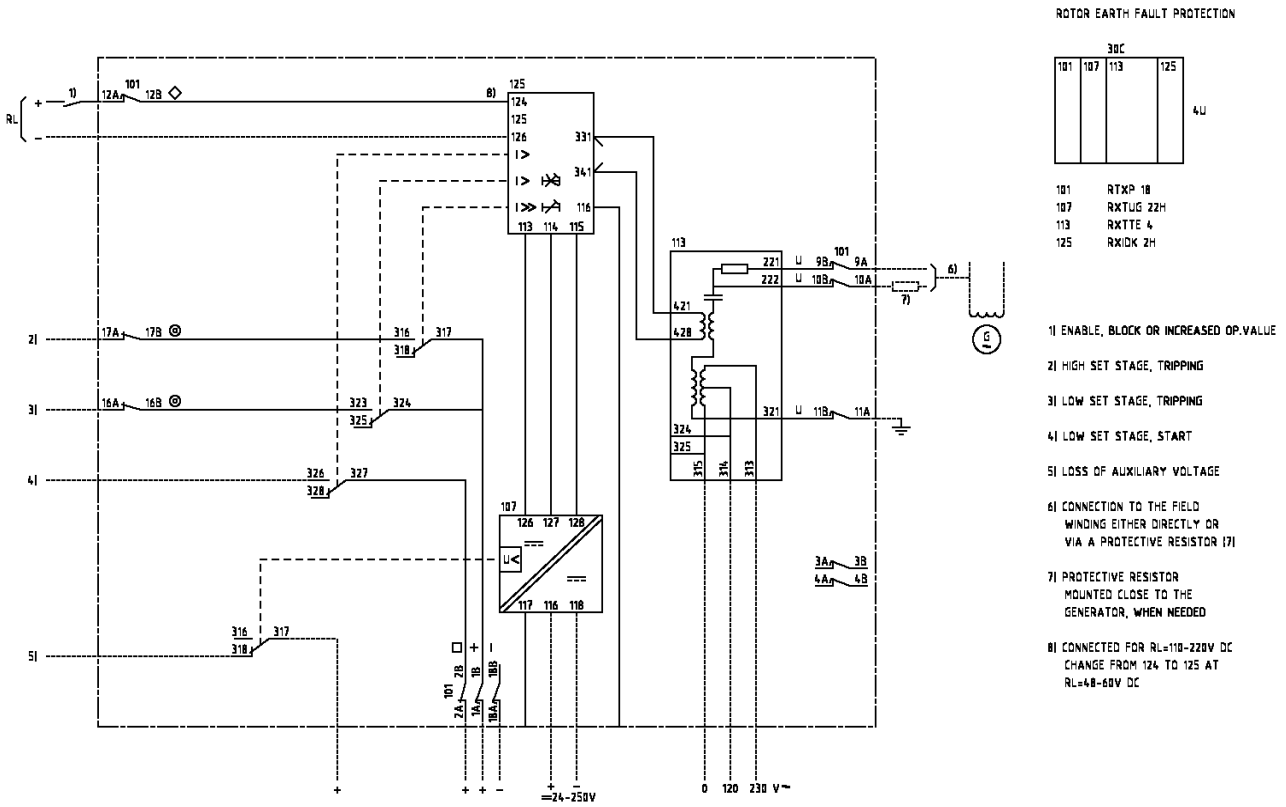 ROTOR EARTH FAULT PROTECTION
30C
101 107 113 125
4U
101 RTXP 18
107 RXTUG 22H
113 RXTTE 4
125 RXIDK 2H
1) ENABLE, BLOCK OR INCREASED OP.VALUE
2) HIGH SET STAGE, TRIPPING
3) LOW SET STAGE, TRIPPING
4) LOW SET STAGE, START
5) LOSS OF AUXILIARY VOLTAGE
6) CONNECTION TO THE FIELD
WINDING EITHER DIRECTLY OR
VIA A PROTECTIVE RESISTOR (7)
7) PROTECTIVE RESISTOR
MOUNTED CLOSE TO THE
GENERATOR, WHEN NEEDED
8) CONNECTED FOR RL=110-220V DC
CHANGE FROM 124 TO 125 AT
RL=48-60V DC
125
RL + 1) 12A 101 12B 8) 124
125
- 126
331
I>
I> 341
I>> 116
113 114 115
113
221 U 9B 101 9A
222 U 10B 10A
6)
7)
G
421
428
2) 17A 17B 316 317
318
3) 16A 16B 323 324
325
321 U 11B 11A
324
325
315 314 313
4) 326 327
328
107
126 127 128
U<
117 116 118
3A 3B
4A 4B
5) 316 317
318
+ -
101 2B 1B 18B
2A 1A 18A
+ + + - + -
=24-250V
0 120 230 V~